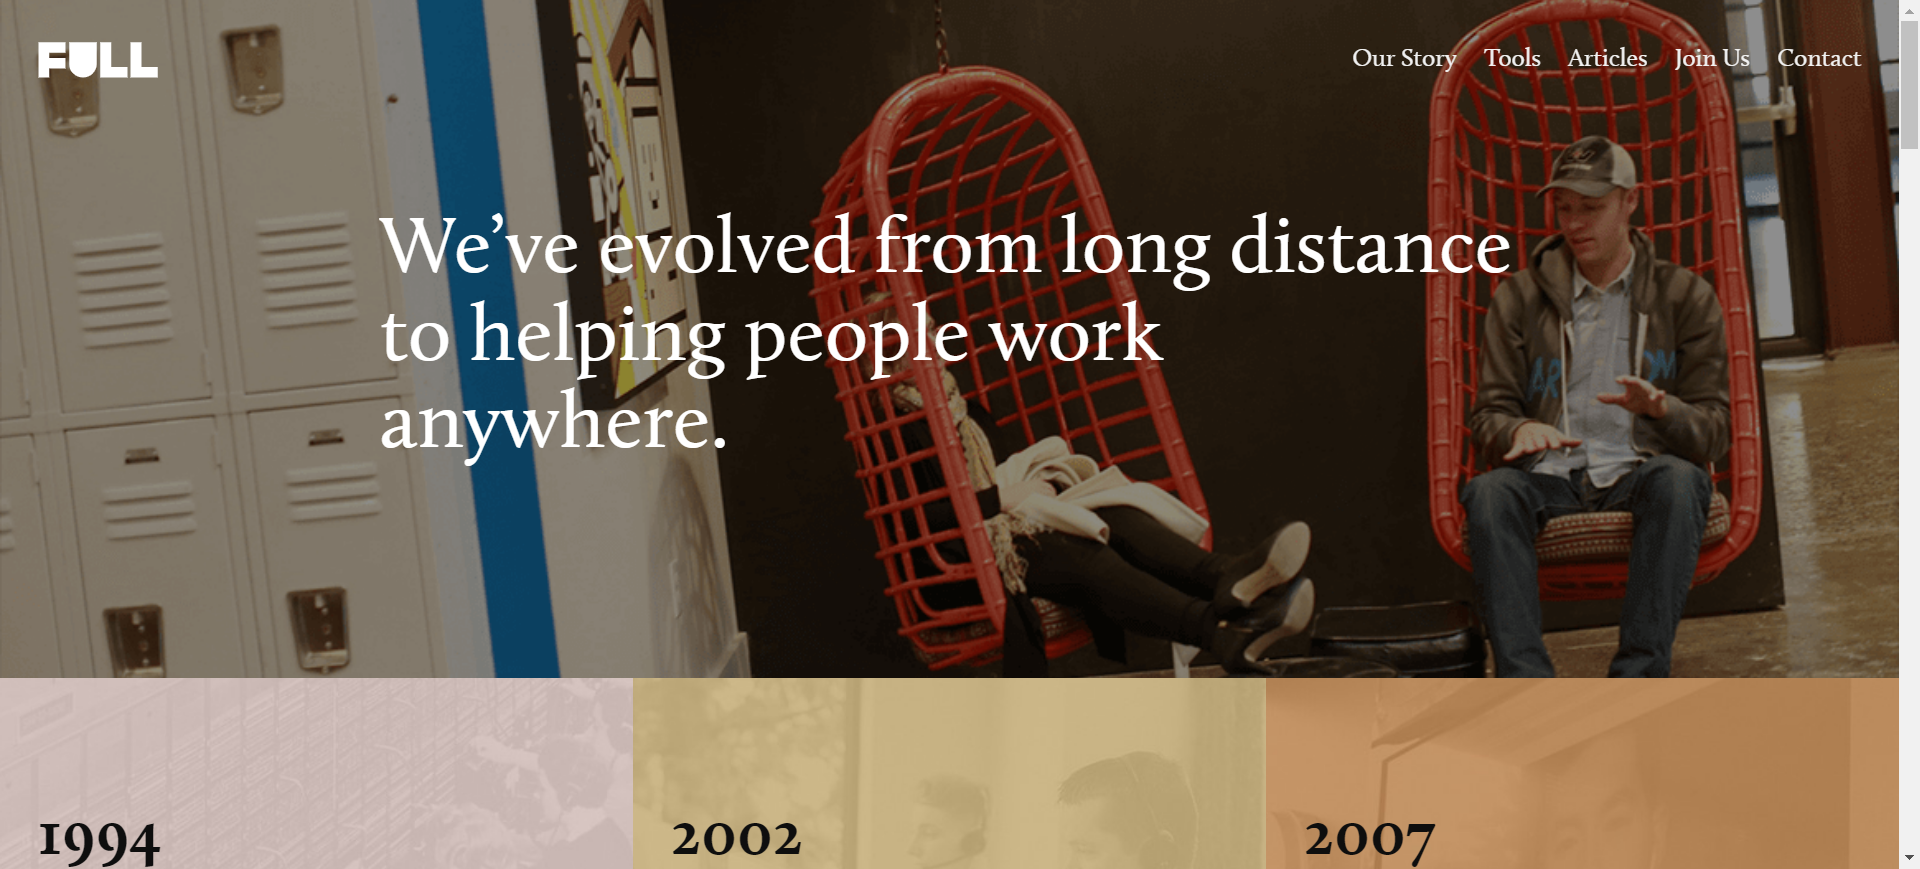 FULL
Our Story Tools Articles Join Us Contact
We’ve evolved from long distance
to helping people work
anywhere.
1994
2002
2007